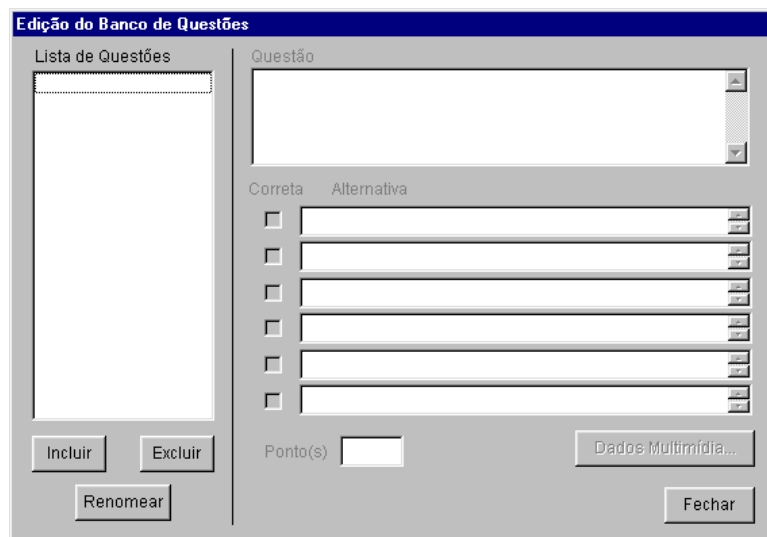 Edição do Banco de Questões
Lista de Questões
Questão
Correta Alternativa
Incluir Excluir
Renomear
Ponto(s)
Dados Multimídia...
Fechar